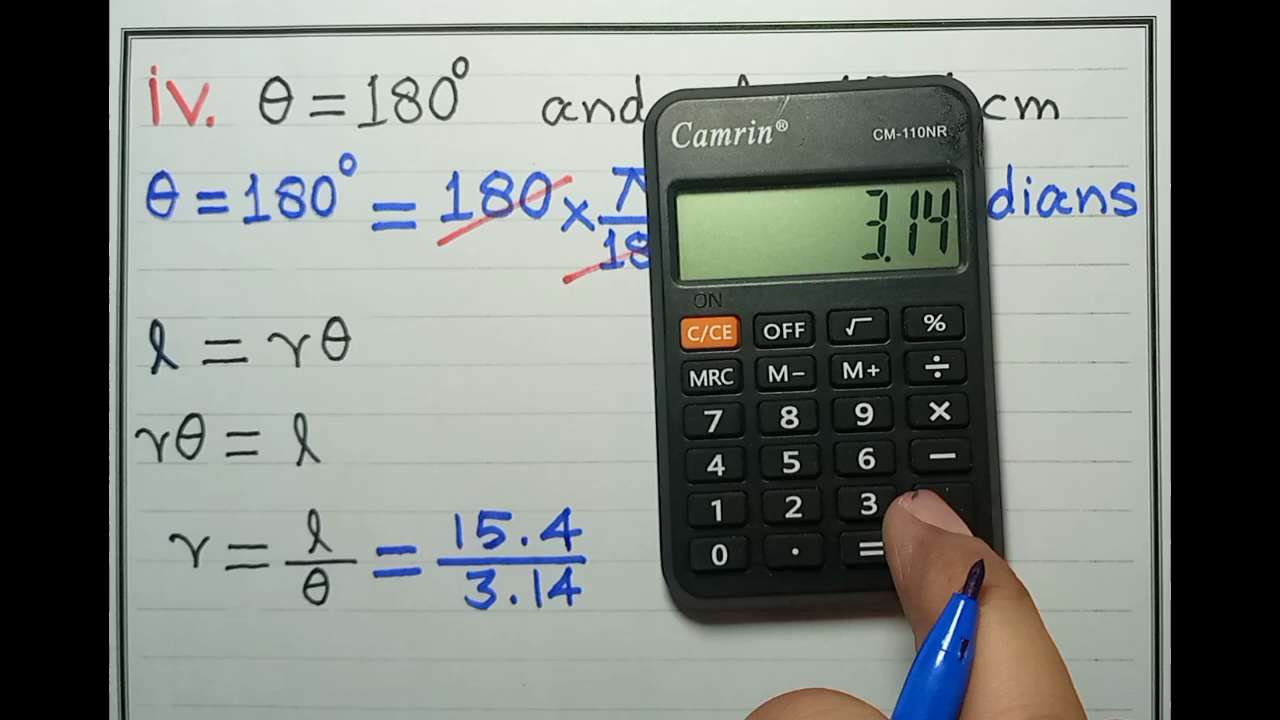 iv. θ = 180° and cm
θ = 180° = 180 × π/18 dians
l = rθ
rθ = l
r = l/θ = 15.4/3.14
Camrin® CM-110NR
3.14
ON
C/CE OFF √ %
MRC M− M+ ÷
7 8 9 ×
4 5 6 −
1 2 3
0 · =